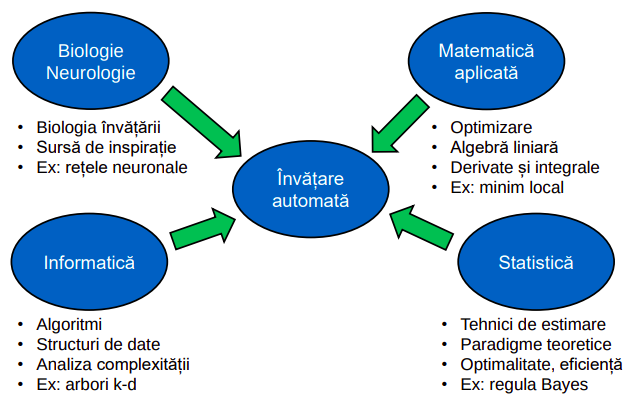 Biologie
Neurologie
• Biologia învățării
• Sursă de inspirație
• Ex: rețele neuronale
Matematică
aplicată
• Optimizare
• Algebră liniară
• Derivate și integrale
• Ex: minim local
Învățare
automată
Informatică
• Algoritmi
• Structuri de date
• Analiza complexității
• Ex: arbori k-d
Statistică
• Tehnici de estimare
• Paradigme teoretice
• Optimalitate, eficiență
• Ex: regula Bayes